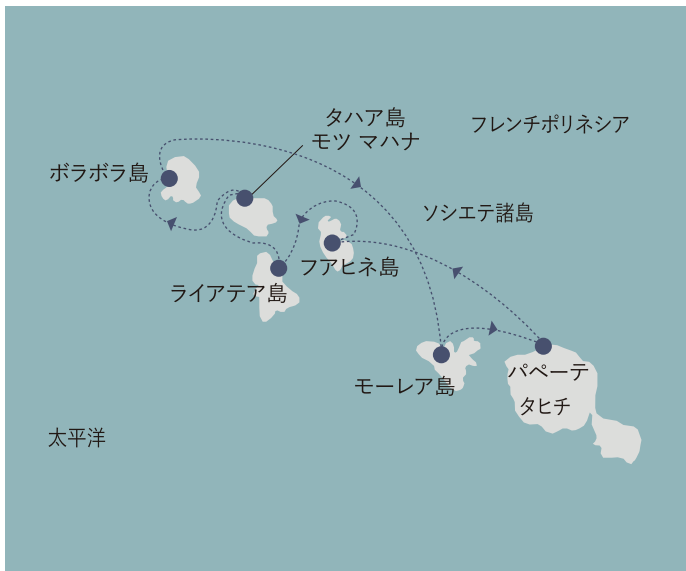 タハア島
モツ マハナ
フレンチポリネシア
ボラボラ島
ソシエテ諸島
フアヒネ島
ライアテア島
パペーテ
モーレア島
タヒチ
太平洋